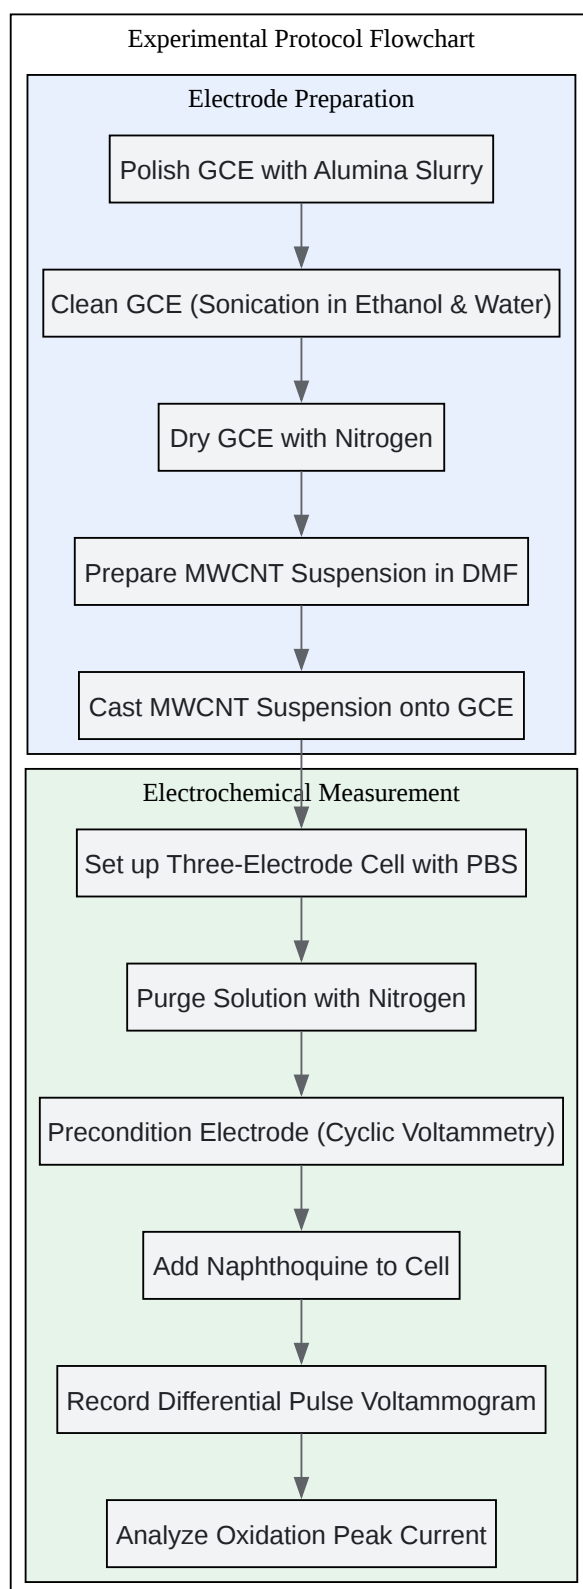 Experimental Protocol Flowchart
Electrode Preparation
Polish GCE with Alumina Slurry
Clean GCE (Sonication in Ethanol & Water)
Dry GCE with Nitrogen
Prepare MWCNT Suspension in DMF
Cast MWCNT Suspension onto GCE
Electrochemical Measurement
Set up Three-Electrode Cell with PBS
Purge Solution with Nitrogen
Precondition Electrode (Cyclic Voltammetry)
Add Naphthoquine to Cell
Record Differential Pulse Voltammogram
Analyze Oxidation Peak Current